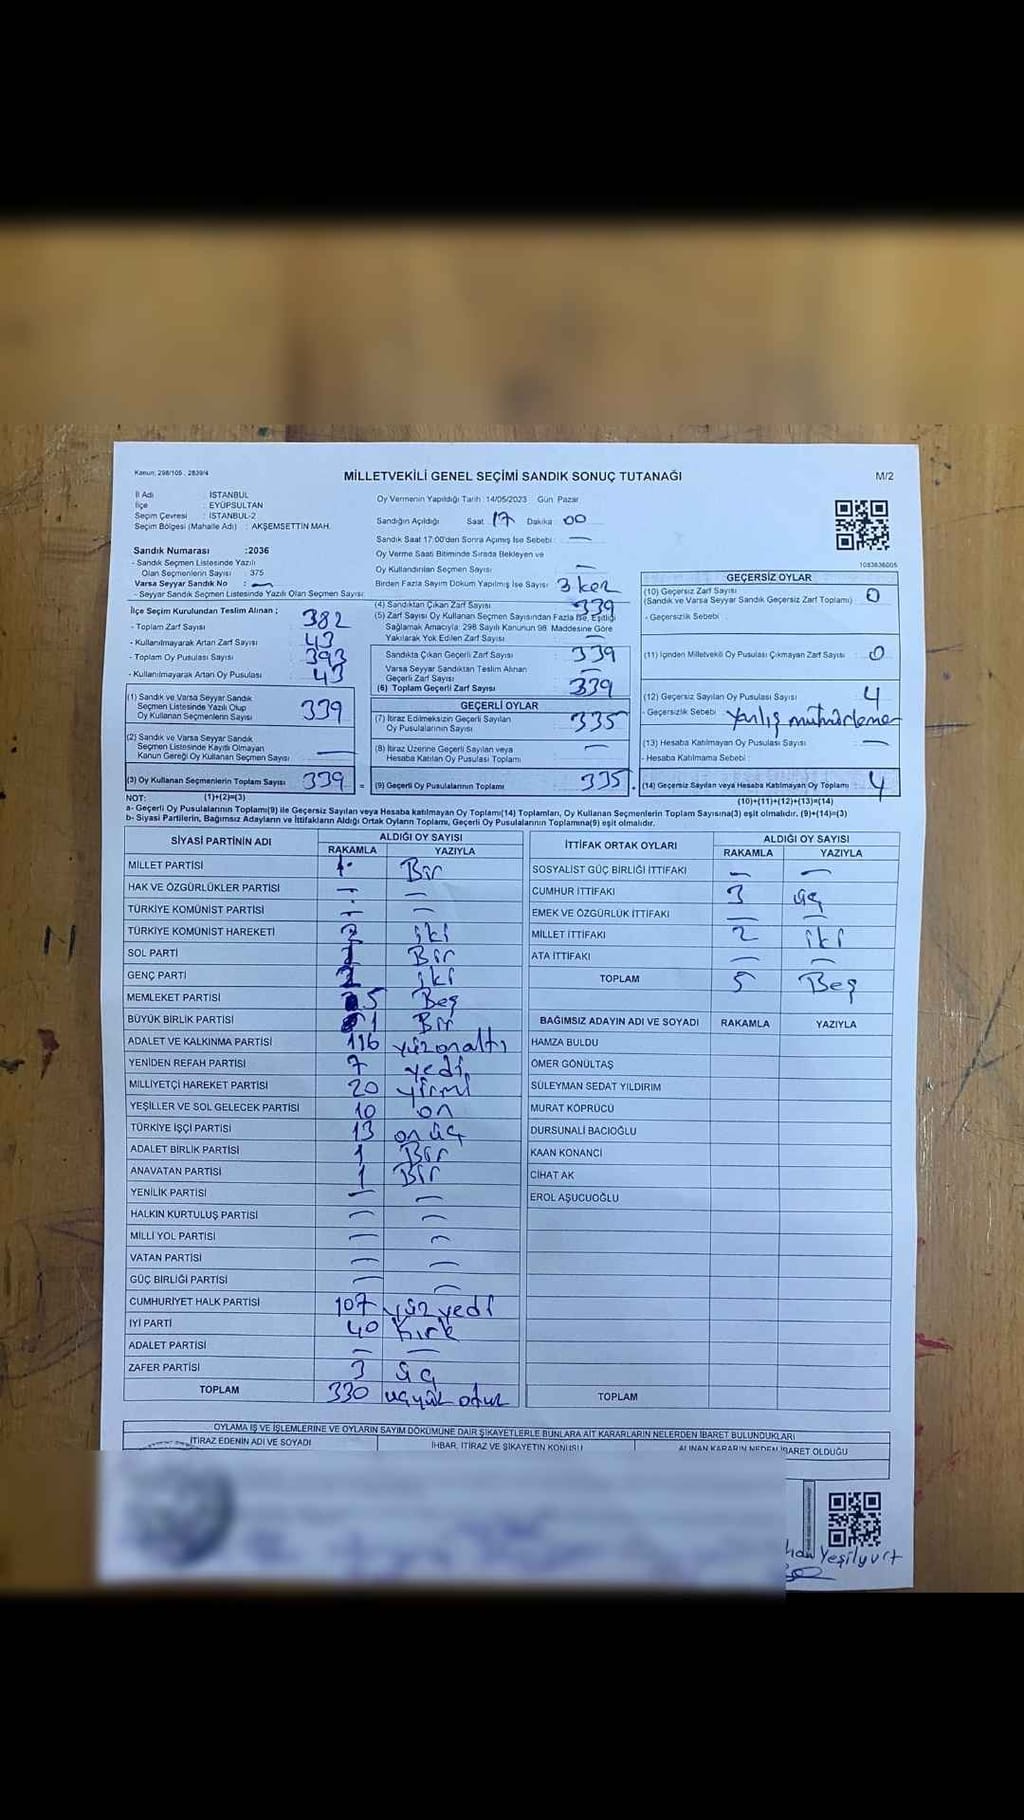 Kanun: 298/105 , 2839/4
MİLLETVEKİLİ GENEL SEÇİMİ SANDIK SONUÇ TUTANAĞI
M/2
İl Adı : İSTANBUL
İlçe : EYÜPSULTAN
Seçim Çevresi : İSTANBUL-2
Seçim Bölgesi (Mahalle Adı) : AKŞEMSETTİN MAH.
Sandık Numarası :2036
- Sandık Seçmen Listesinde Yazılı
Olan Seçmenlerin Sayısı : 375
Varsa Seyyar Sandık No : —
- Seyyar Sandık Seçmen Listesinde Yazılı Olan Seçmen Sayısı:
Oy Vermenin Yapıldığı Tarih :14/05/2023 Gün: Pazar
Sandığın Açıldığı Saat: 17 Dakika: 00
Sandık Saat 17:00'den Sonra Açılmış İse Sebebi : —
Oy Verme Saati Bitiminde Sırada Bekleyen ve
Oy Kullandırılan Seçmen Sayısı : —
Birden Fazla Sayım Döküm Yapılmış İse Sayısı : 3 kez
1083836005
İlçe Seçim Kurulundan Teslim Alınan ;
- Toplam Zarf Sayısı : 382
- Kullanılmayarak Artan Zarf Sayısı : 43
- Toplam Oy Pusulası Sayısı : 393
- Kullanılmayarak Artan Oy Pusulası : 43
(1) Sandık ve Varsa Seyyar Sandık
Seçmen Listesinde Yazılı Olup
Oy Kullanan Seçmenlerin Sayısı 339
(2) Sandık ve Varsa Seyyar Sandık
Seçmen Listesinde Kayıtlı Olmayan
Kanun Gereği Oy Kullanan Seçmen Sayısı —
(3) Oy Kullanan Seçmenlerin Toplam Sayısı 339 =
(4) Sandıktan Çıkan Zarf Sayısı 339
(5) Zarf Sayısı Oy Kullanan Seçmen Sayısından Fazla İse, Eşitliği
Sağlamak Amacıyla; 298 Sayılı Kanunun 98. Maddesine Göre
Yakılarak Yok Edilen Zarf Sayısı —
Sandıkta Çıkan Geçerli Zarf Sayısı 339
Varsa Seyyar Sandıktan Teslim Alınan
Geçerli Zarf Sayısı —
(6) Toplam Geçerli Zarf Sayısı 339
GEÇERLİ OYLAR
(7) İtiraz Edilmeksizin Geçerli Sayılan
Oy Pusulalarının Sayısı 335
(8) İtiraz Üzerine Geçerli Sayılan veya
Hesaba Katılan Oy Pusulası Toplamı —
(9) Geçerli Oy Pusulalarının Toplamı 335
GEÇERSİZ OYLAR
(10) Geçersiz Zarf Sayısı
(Sandık ve Varsa Seyyar Sandık Geçersiz Zarf Toplamı) 0
- Geçersizlik Sebebi :
(11) İçinden Milletvekili Oy Pusulası Çıkmayan Zarf Sayısı : 0
(12) Geçersiz Sayılan Oy Pusulası Sayısı : 4
- Geçersizlik Sebebi : Yanlış mühürleme
(13) Hesaba Katılmayan Oy Pusulası Sayısı : —
- Hesaba Katılmama Sebebi :
(14) Geçersiz Sayılan veya Hesaba Katılmayan Oy Toplamı 4
NOT: (1)+(2)=(3) (10)+(11)+(12)+(13)=(14)
a- Geçerli Oy Pusulalarının Toplamı(9) ile Geçersiz Sayılan veya Hesaba katılmayan Oy Toplamı(14) Toplamları, Oy Kullanan Seçmenlerin Toplam Sayısına(3) eşit olmalıdır. (9)+(14)=(3)
b- Siyasi Partilerin, Bağımsız Adayların ve İttifakların Aldığı Ortak Oyların Toplamı, Geçerli Oy Pusulalarının Toplamına(9) eşit olmalıdır.
SİYASİ PARTİNİN ADI ALDIĞI OY SAYISI
RAKAMLA YAZIYLA
MİLLET PARTİSİ 1 Bir
HAK VE ÖZGÜRLÜKLER PARTİSİ — —
TÜRKİYE KOMÜNİST PARTİSİ — —
TÜRKİYE KOMÜNİST HAREKETİ 2 iki
SOL PARTİ 1 Bir
GENÇ PARTİ 2 iki
MEMLEKET PARTİSİ 5 Beş
BÜYÜK BİRLİK PARTİSİ 1 Bir
ADALET VE KALKINMA PARTİSİ 116 yüzonaltı
YENİDEN REFAH PARTİSİ 7 yedi
MİLLİYETÇİ HAREKET PARTİSİ 20 yirmi
YEŞİLLER VE SOL GELECEK PARTİSİ 10 on
TÜRKİYE İŞÇİ PARTİSİ 13 on üç
ADALET BİRLİK PARTİSİ 1 Bir
ANAVATAN PARTİSİ 1 Bir
YENİLİK PARTİSİ — —
HALKIN KURTULUŞ PARTİSİ — —
MİLLİ YOL PARTİSİ — —
VATAN PARTİSİ — —
GÜÇ BİRLİĞİ PARTİSİ — —
CUMHURİYET HALK PARTİSİ 107 yüz yedi
İYİ PARTİ 40 kırk
ADALET PARTİSİ — —
ZAFER PARTİSİ 3 üç
TOPLAM 330 üçyüz otuz
İTTİFAK ORTAK OYLARI ALDIĞI OY SAYISI
RAKAMLA YAZIYLA
SOSYALİST GÜÇ BİRLİĞİ İTTİFAKI — —
CUMHUR İTTİFAKI 3 üç
EMEK VE ÖZGÜRLÜK İTTİFAKI — —
MİLLET İTTİFAKI 2 iki
ATA İTTİFAKI — —
TOPLAM 5 Beş
BAĞIMSIZ ADAYIN ADI VE SOYADI RAKAMLA YAZIYLA
HAMZA BULDU
ÖMER GÖNÜLTAŞ
SÜLEYMAN SEDAT YILDIRIM
MURAT KÖPRÜCÜ
DURSUNALİ BACIOĞLU
KAAN KONANCİ
CİHAT AK
EROL AŞUCUOĞLU
TOPLAM
OYLAMA İŞ VE İŞLEMLERİNE VE OYLARIN SAYIM DÖKÜMÜNE DAİR ŞİKAYETLERLE BUNLARA AİT KARARLARIN NELERDEN İBARET BULUNDUKLARI
İTİRAZ EDENİN ADI VE SOYADI İHBAR, İTİRAZ VE ŞİKAYETİN KONUSU ALINAN KARARIN NEDEN İBARET OLDUĞU
Yeşilyurt